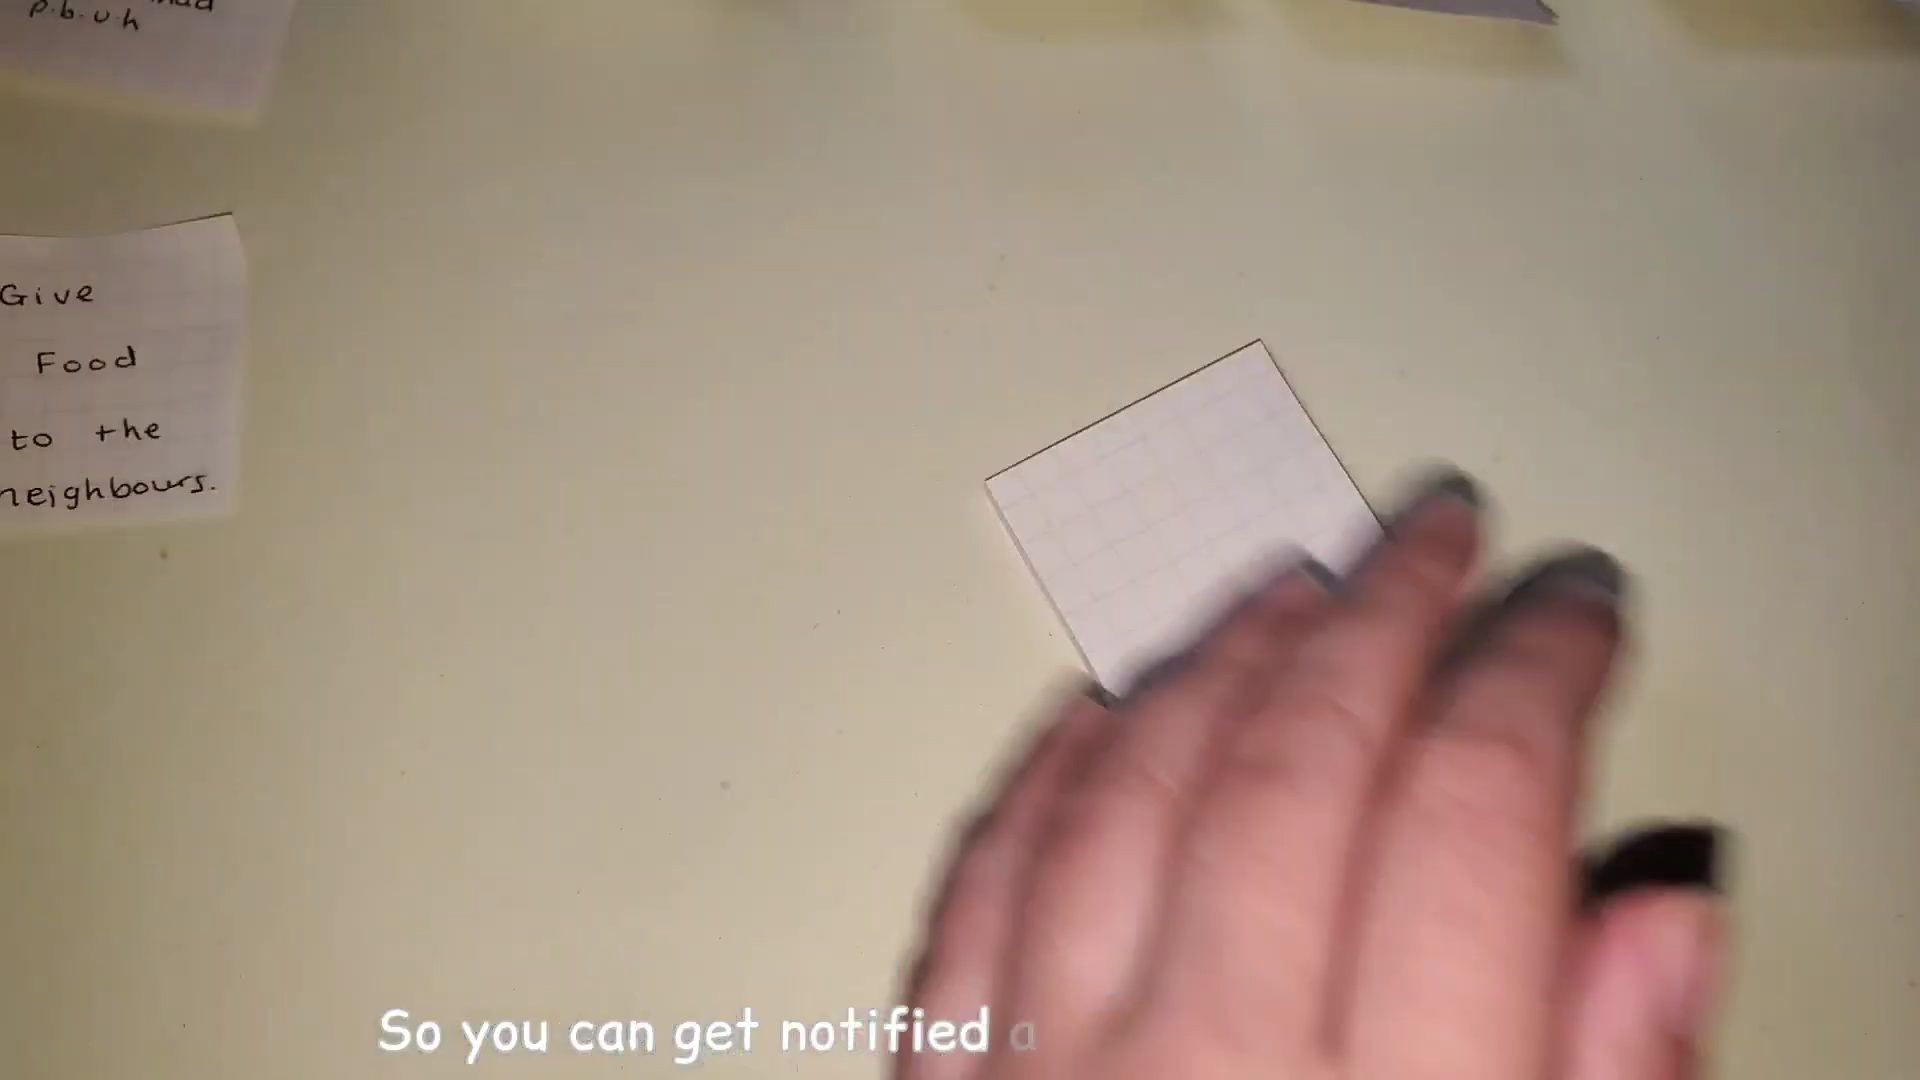 p.b.u.h
Give
Food
to the
neighbours.
So you can get notified a